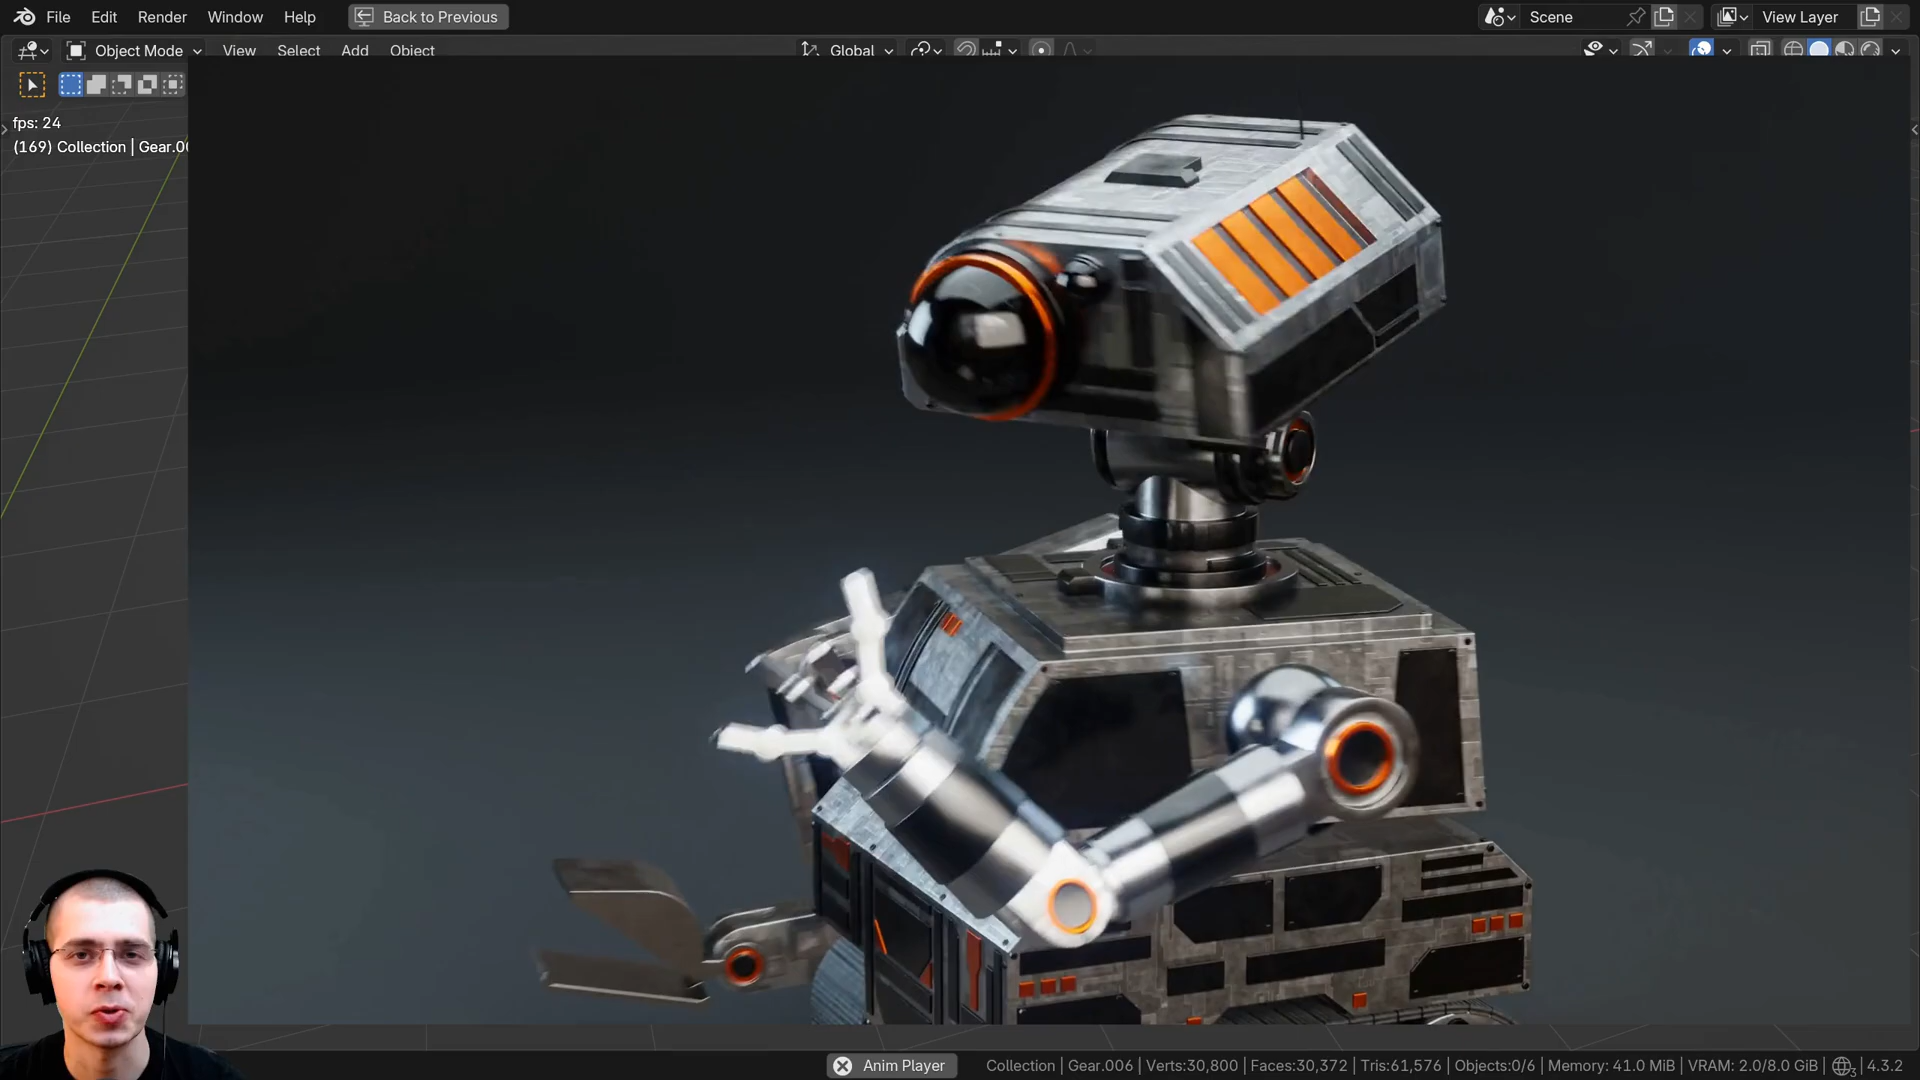 File Edit Render Window Help Back to Previous Scene View Layer
Object Mode View Select Add Object Global
fps: 24
(169) Collection | Gear.00
Anim Player Collection | Gear.006 | Verts:30,800 | Faces:30,372 | Tris:61,576 | Objects:0/6 | Memory: 41.0 MiB | VRAM: 2.0/8.0 GiB | 3 4.3.2